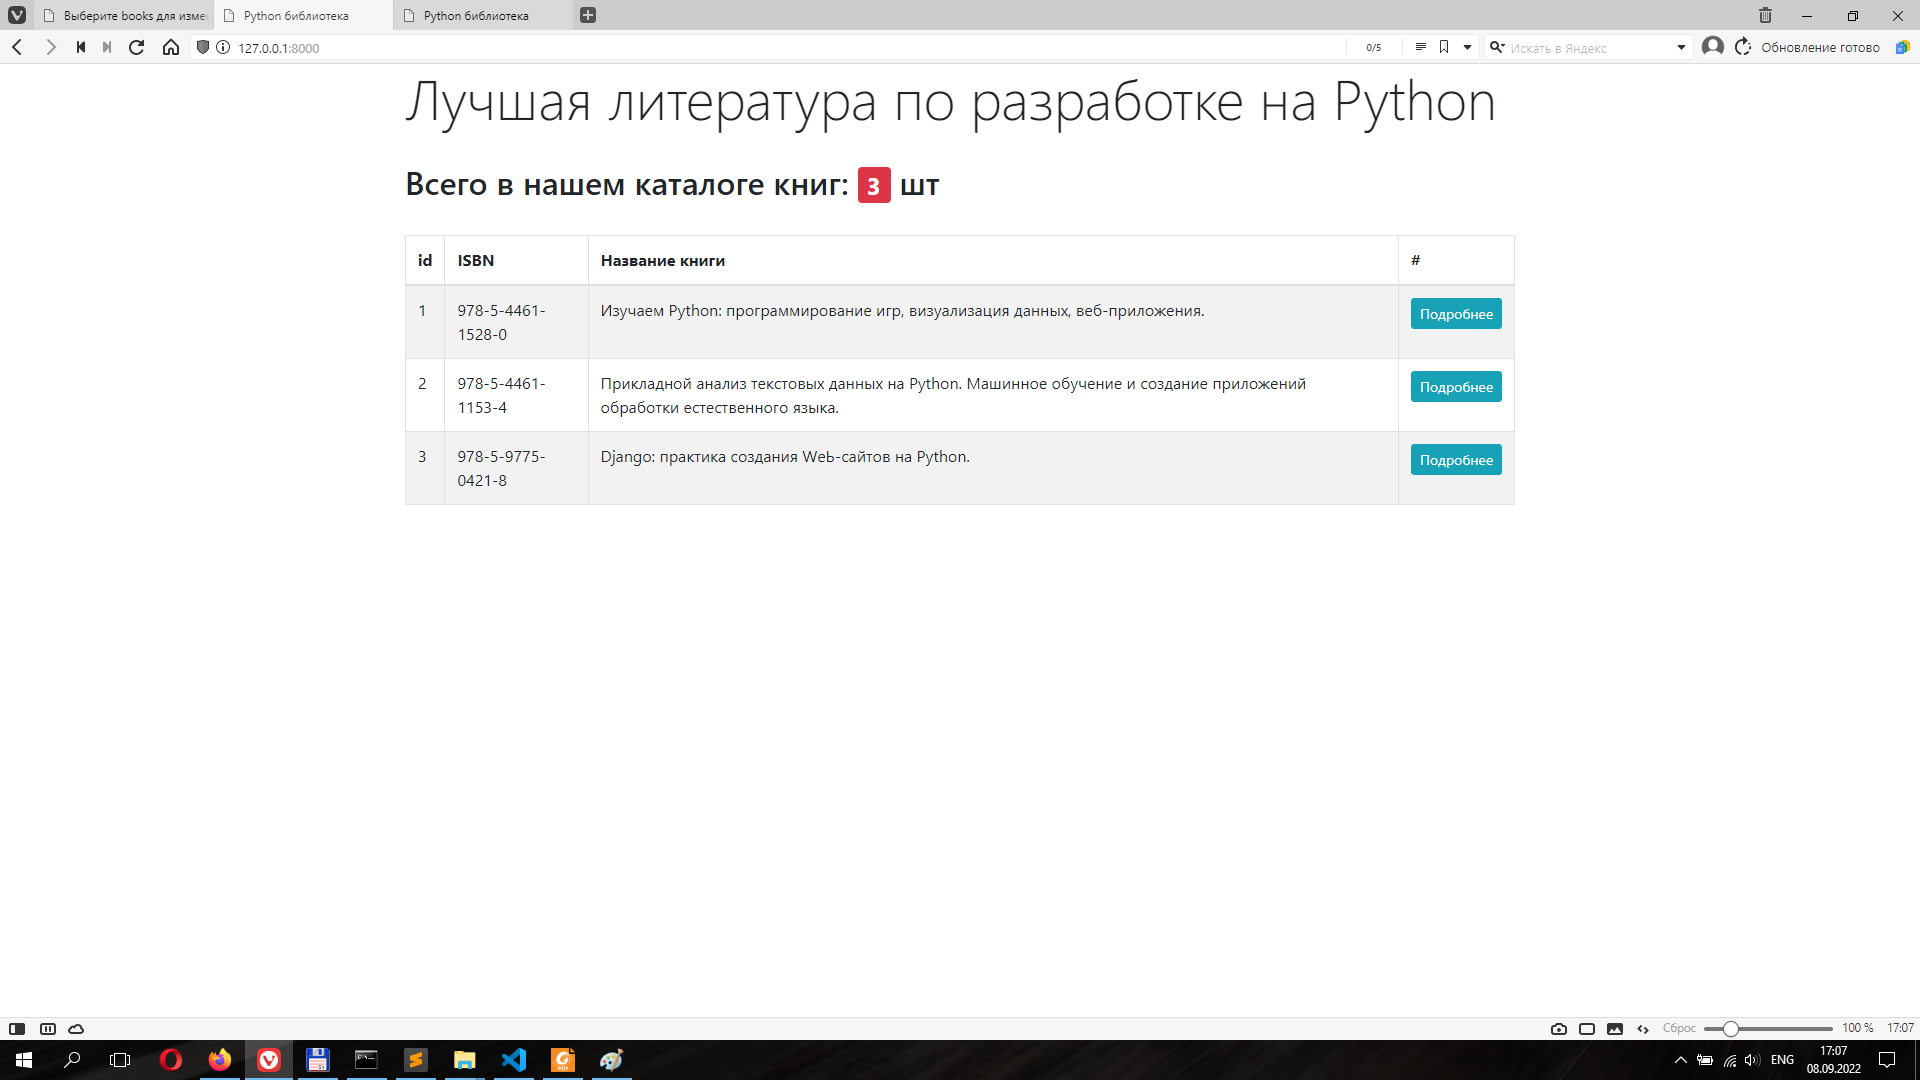 Выберите books для изме
Python библиотека
Python библиотека
127.0.0.1:8000
0/5
Искать в Яндекс
Обновление готово
Лучшая литература по разработке на Python
Всего в нашем каталоге книг: 3 шт
id ISBN Название книги #
1 978-5-4461- Изучаем Python: программирование игр, визуализация данных, веб-приложения. Подробнее
1528-0
2 978-5-4461- Прикладной анализ текстовых данных на Python. Машинное обучение и создание приложений Подробнее
1153-4 обработки естественного языка.
3 978-5-9775- Django: практика создания Web-сайтов на Python. Подробнее
0421-8
Сброс 100 % 17:07
ENG 17:07
08.09.2022